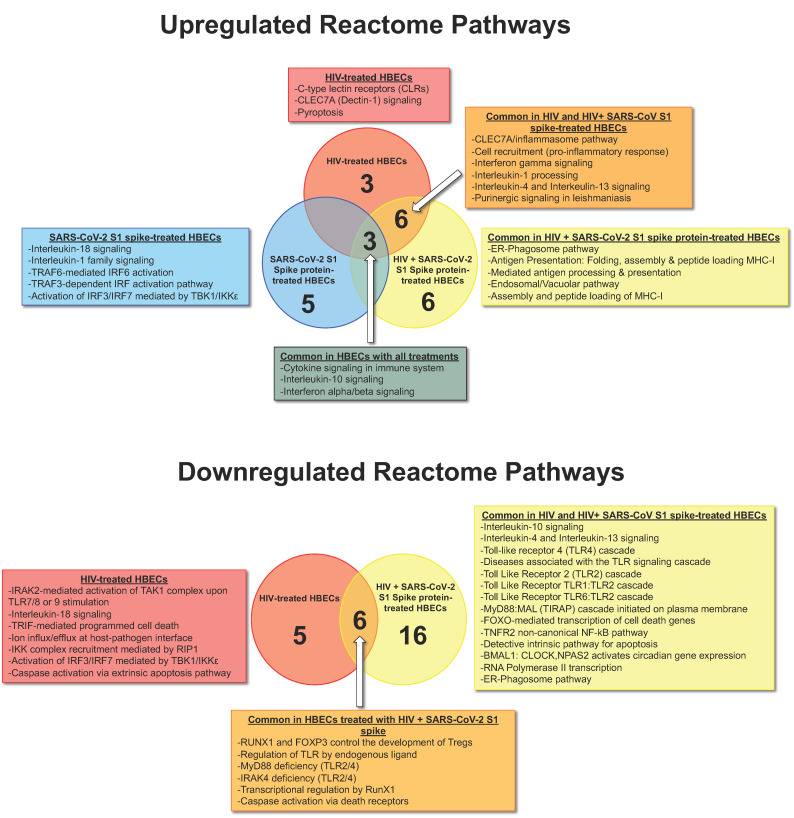 Upregulated Reactome Pathways
HIV-treated HBECs
-C-type lectin receptors (CLRs)
-CLEC7A (Dectin-1) signaling
-Pyroptosis
Common in HIV and HIV+ SARS-CoV S1
spike-treated HBECs
-CLEC7A/inflammasome pathway
-Cell recruitment (pro-inflammatory response)
-Interferon gamma signaling
-Interleukin-1 processing
-Interleukin-4 and Interkeulin-13 signaling
-Purinergic signaling in leishmaniasis
HIV-treated HBECs
3
6
3
SARS-CoV-2 S1 spike-treated HBECs
-Interleukin-18 signaling
-Interleukin-1 family signaling
-TRAF6-mediated IRF6 activation
-TRAF3-dependent IRF activation pathway
-Activation of IRF3/IRF7 mediated by TBK1/IKKε
SARS-CoV-2 S1
Spike protein-
treated HBECs
5
HIV + SARS-CoV-2
S1 Spike protein-
treated HBECs
6
Common in HIV + SARS-CoV-2 S1 spike protein-treated HBECs
-ER-Phagosome pathway
-Antigen Presentation: Folding, assembly & peptide loading MHC-I
-Mediated antigen processing & presentation
-Endosomal/Vacuolar pathway
-Assembly and peptide loading of MHC-I
Common in HBECs with all treatments
-Cytokine signaling in immune system
-Interleukin-10 signaling
-Interferon alpha/beta signaling
Downregulated Reactome Pathways
HIV-treated HBECs
-IRAK2-mediated activation of TAK1 complex upon
TLR7/8 or 9 stimulation
-Interleukin-18 signaling
-TRIF-mediated programmed cell death
-Ion influx/efflux at host-pathogen interface
-IKK complex recruitment mediated by RIP1
-Activation of IRF3/IRF7 mediated by TBK1/IKKε
-Caspase activation via extrinsic apoptosis pathway
HIV-treated HBECs
5
6
HIV + SARS-CoV-2
S1 Spike protein-
treated HBECs
16
Common in HIV and HIV+ SARS-CoV S1 spike-treated HBECs
-Interleukin-10 signaling
-Interleukin-4 and Interleukin-13 signaling
-Toll-like receptor 4 (TLR4) cascade
-Diseases associated with the TLR signaling cascade
-Toll Like Receptor 2 (TLR2) cascade
-Toll Like Receptor TLR1:TLR2 cascade
-Toll Like Receptor TLR6:TLR2 cascade
-MyD88:MAL (TIRAP) cascade initiated on plasma membrane
-FOXO-mediated transcription of cell death genes
-TNFR2 non-canonical NF-kb pathway
-Detective intrinsic pathway for apoptosis
-BMAL1: CLOCK,NPAS2 activates circadian gene expression
-RNA Polymerase II transcription
-ER-Phagosome pathway
Common in HBECs treated with HIV + SARS-CoV-2 S1
spike
-RUNX1 and FOXP3 control the development of Tregs
-Regulation of TLR by endogenous ligand
-MyD88 deficiency (TLR2/4)
-IRAK4 deficiency (TLR2/4)
-Transcriptional regulation by RunX1
-Caspase activation via death receptors